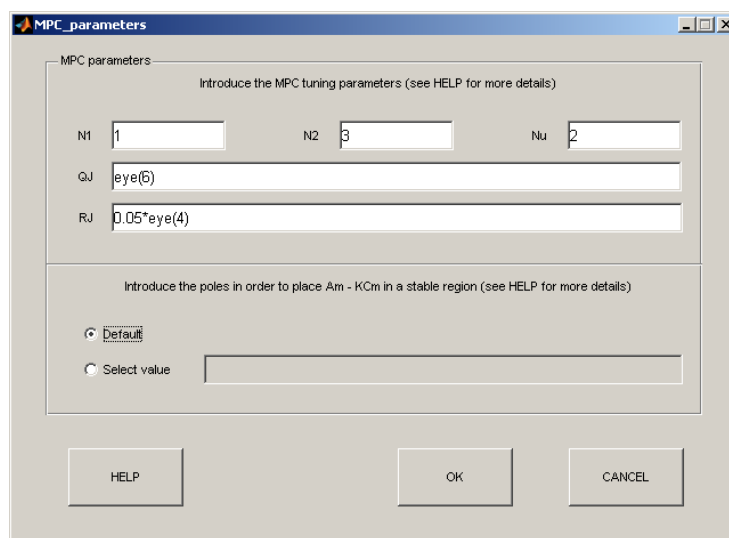 MPC_parameters
MPC parameters
Introduce the MPC tuning parameters (see HELP for more details)
N1 1 N2 3 Nu 2
QJ eye(6)
RJ 0.05*eye(4)
Introduce the poles in order to place Am - KCm in a stable region (see HELP for more details)
Default
Select value
HELP OK CANCEL